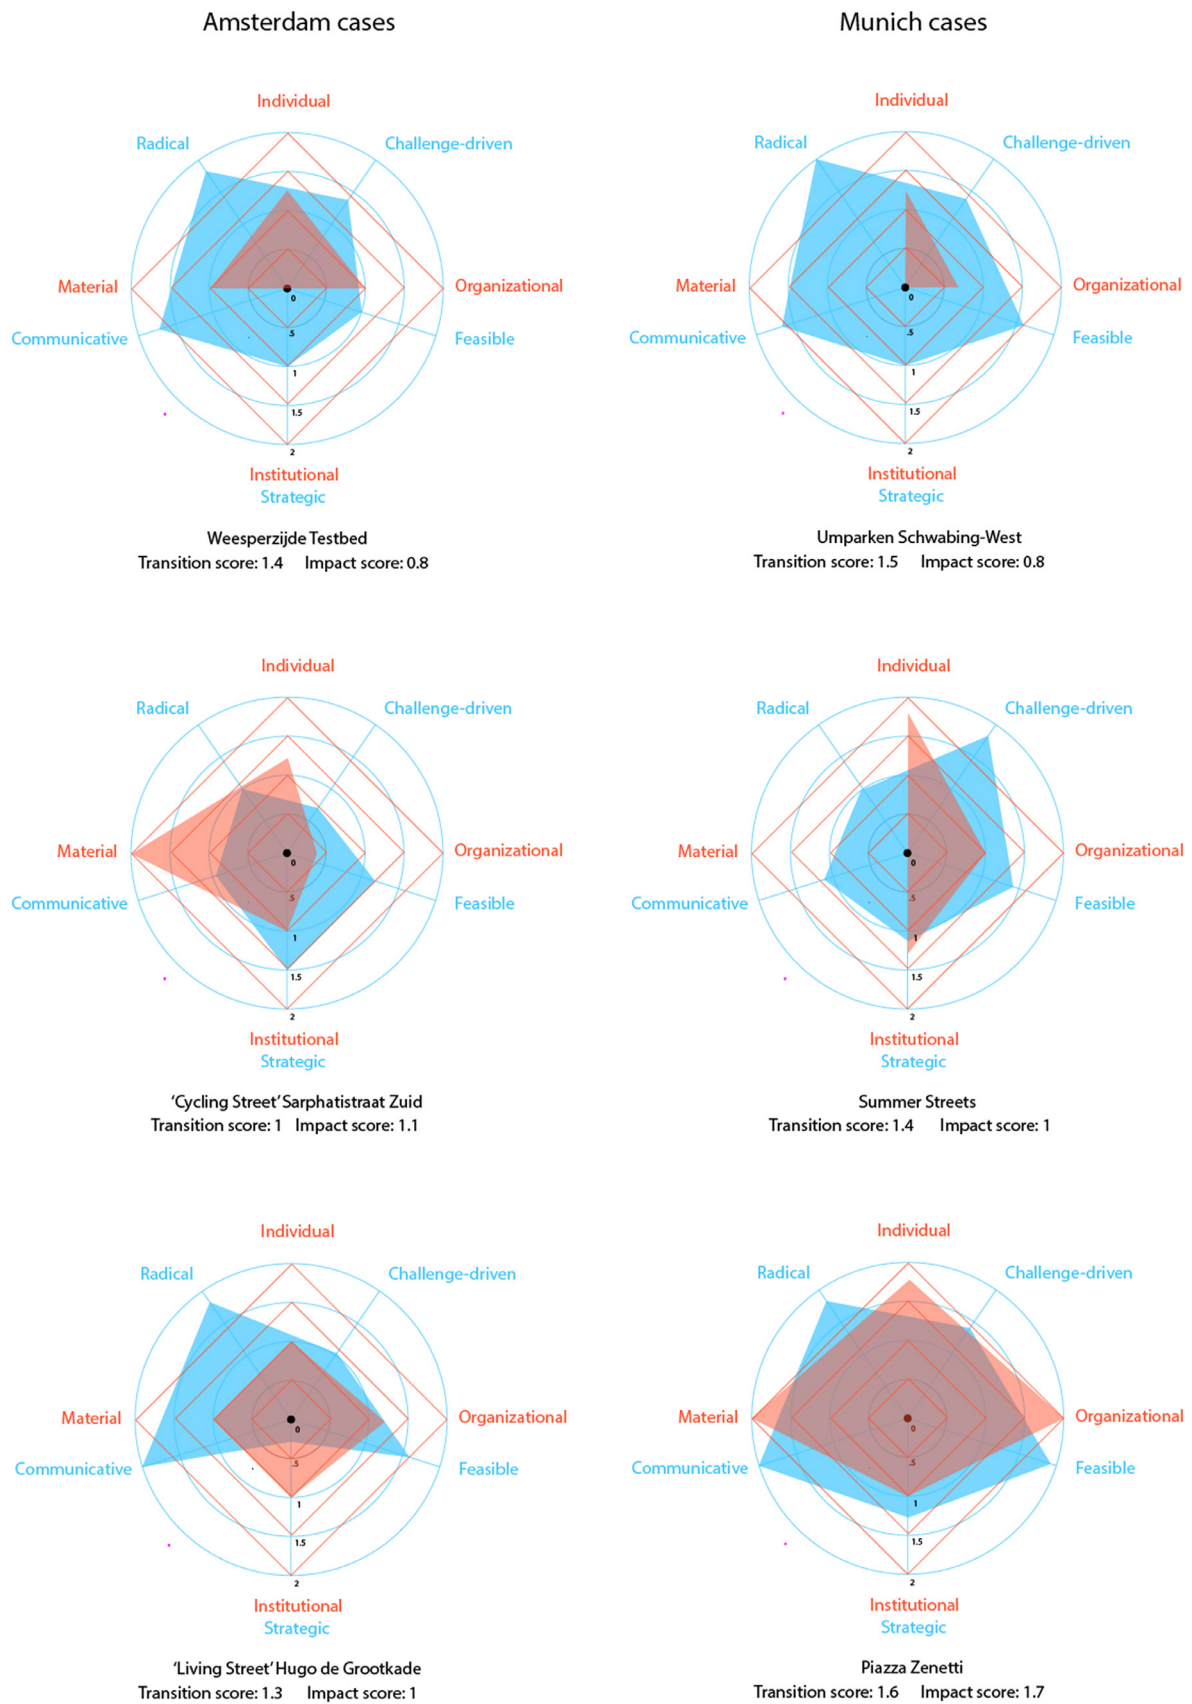 Amsterdam cases
Munich cases
Individual
Radical
Challenge-driven
Material
Organizational
Communicative
Feasible
0
.5
1
1.5
2
Institutional
Strategic
Weesperzijde Testbed
Transition score: 1.4 Impact score: 0.8
Individual
Radical
Challenge-driven
Material
Organizational
Communicative
Feasible
0
.5
1
1.5
2
Institutional
Strategic
Umparken Schwabing-West
Transition score: 1.5 Impact score: 0.8
Individual
Radical
Challenge-driven
Material
Organizational
Communicative
Feasible
0
.5
1
1.5
2
Institutional
Strategic
‘Cycling Street’ Sarphatistraat Zuid
Transition score: 1 Impact score: 1.1
Individual
Radical
Challenge-driven
Material
Organizational
Communicative
Feasible
0
.5
1
1.5
2
Institutional
Strategic
Summer Streets
Transition score: 1.4 Impact score: 1
Individual
Radical
Challenge-driven
Material
Organizational
Communicative
Feasible
0
.5
1
1.5
2
Institutional
Strategic
‘Living Street’ Hugo de Grootkade
Transition score: 1.3 Impact score: 1
Individual
Radical
Challenge-driven
Material
Organizational
Communicative
Feasible
0
.5
1
1.5
2
Institutional
Strategic
Piazza Zenetti
Transition score: 1.6 Impact score: 1.7